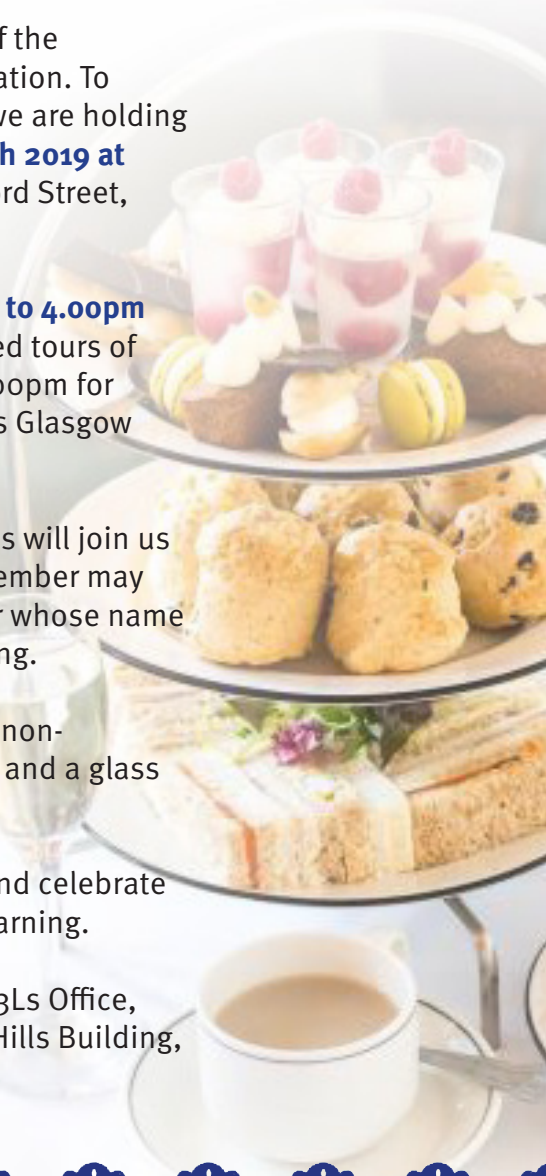 f the
ation. To
we are holding
h 2019 at
rd Street,
to 4.00pm
ed tours of
.00pm for
s Glasgow
s will join us
ember may
r whose name
ng.
non-
and a glass
nd celebrate
arning.
3Ls Office,
Hills Building,